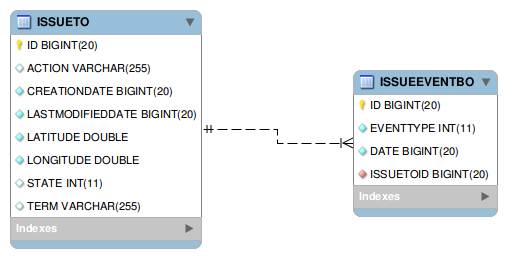 ISSUETO
ID BIGINT(20)
ACTION VARCHAR(255)
CREATIONDATE BIGINT(20)
LASTMODIFIEDDATE BIGINT(20)
LATITUDE DOUBLE
LONGITUDE DOUBLE
STATE INT(11)
TERM VARCHAR(255)
Indexes
ISSUEEVENTBO
ID BIGINT(20)
EVENTTYPE INT(11)
DATE BIGINT(20)
ISSUETOID BIGINT(20)
Indexes